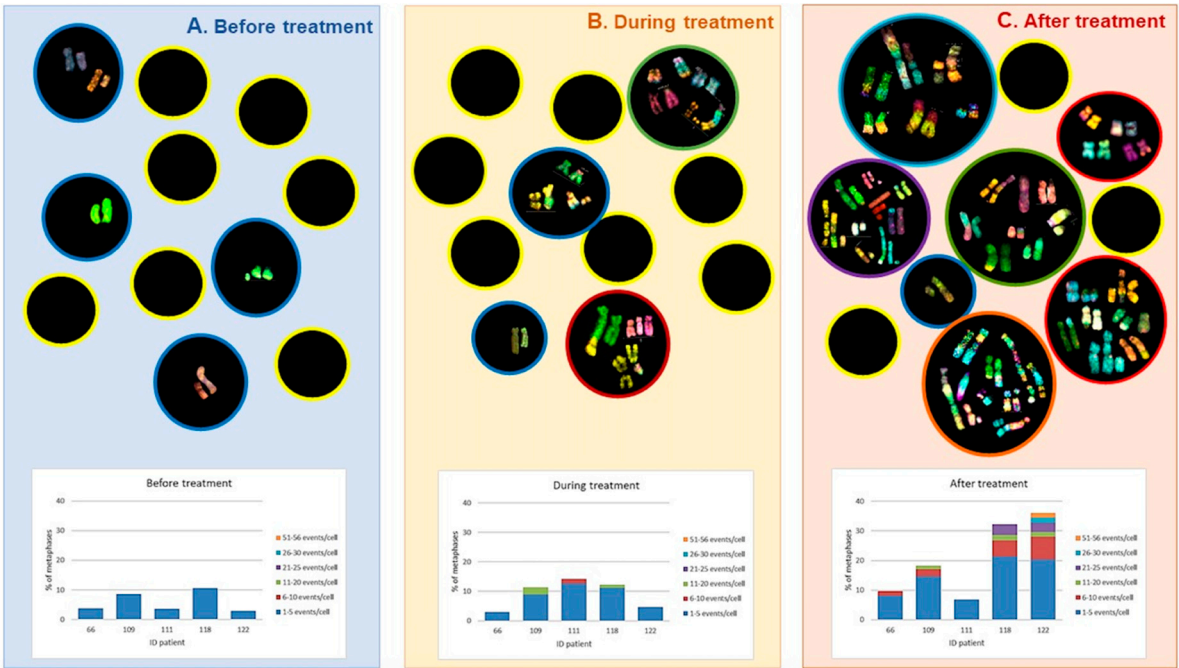 A. Before treatment
Before treatment
40
30
20
10
0
% of metaphases
66 109 111 118 122
ID patient
51-56 events/cell
26-30 events/cell
21-25 events/cell
11-20 events/cell
6-10 events/cell
1-5 events/cell
B. During treatment
During treatment
40
30
20
10
0
% of metaphases
66 109 111 118 122
ID patient
51-56 events/cell
26-30 events/cell
21-25 events/cell
11-20 events/cell
6-10 events/cell
1-5 events/cell
C. After treatment
After treatment
40
30
20
10
0
% of metaphases
66 109 111 118 122
ID patient
51-56 events/cell
26-30 events/cell
21-25 events/cell
11-20 events/cell
6-10 events/cell
1-5 events/cell